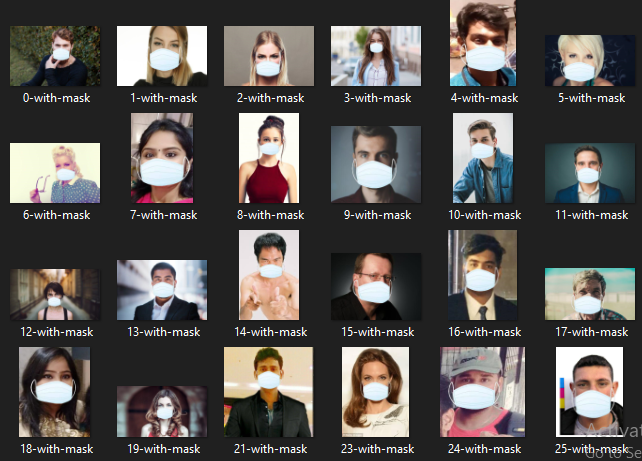 0-with-mask
1-with-mask
2-with-mask
3-with-mask
4-with-mask
5-with-mask
6-with-mask
7-with-mask
8-with-mask
9-with-mask
10-with-mask
11-with-mask
12-with-mask
13-with-mask
14-with-mask
15-with-mask
16-with-mask
17-with-mask
18-with-mask
19-with-mask
21-with-mask
23-with-mask
24-with-mask
25-with-mask
Activat
Go to Se